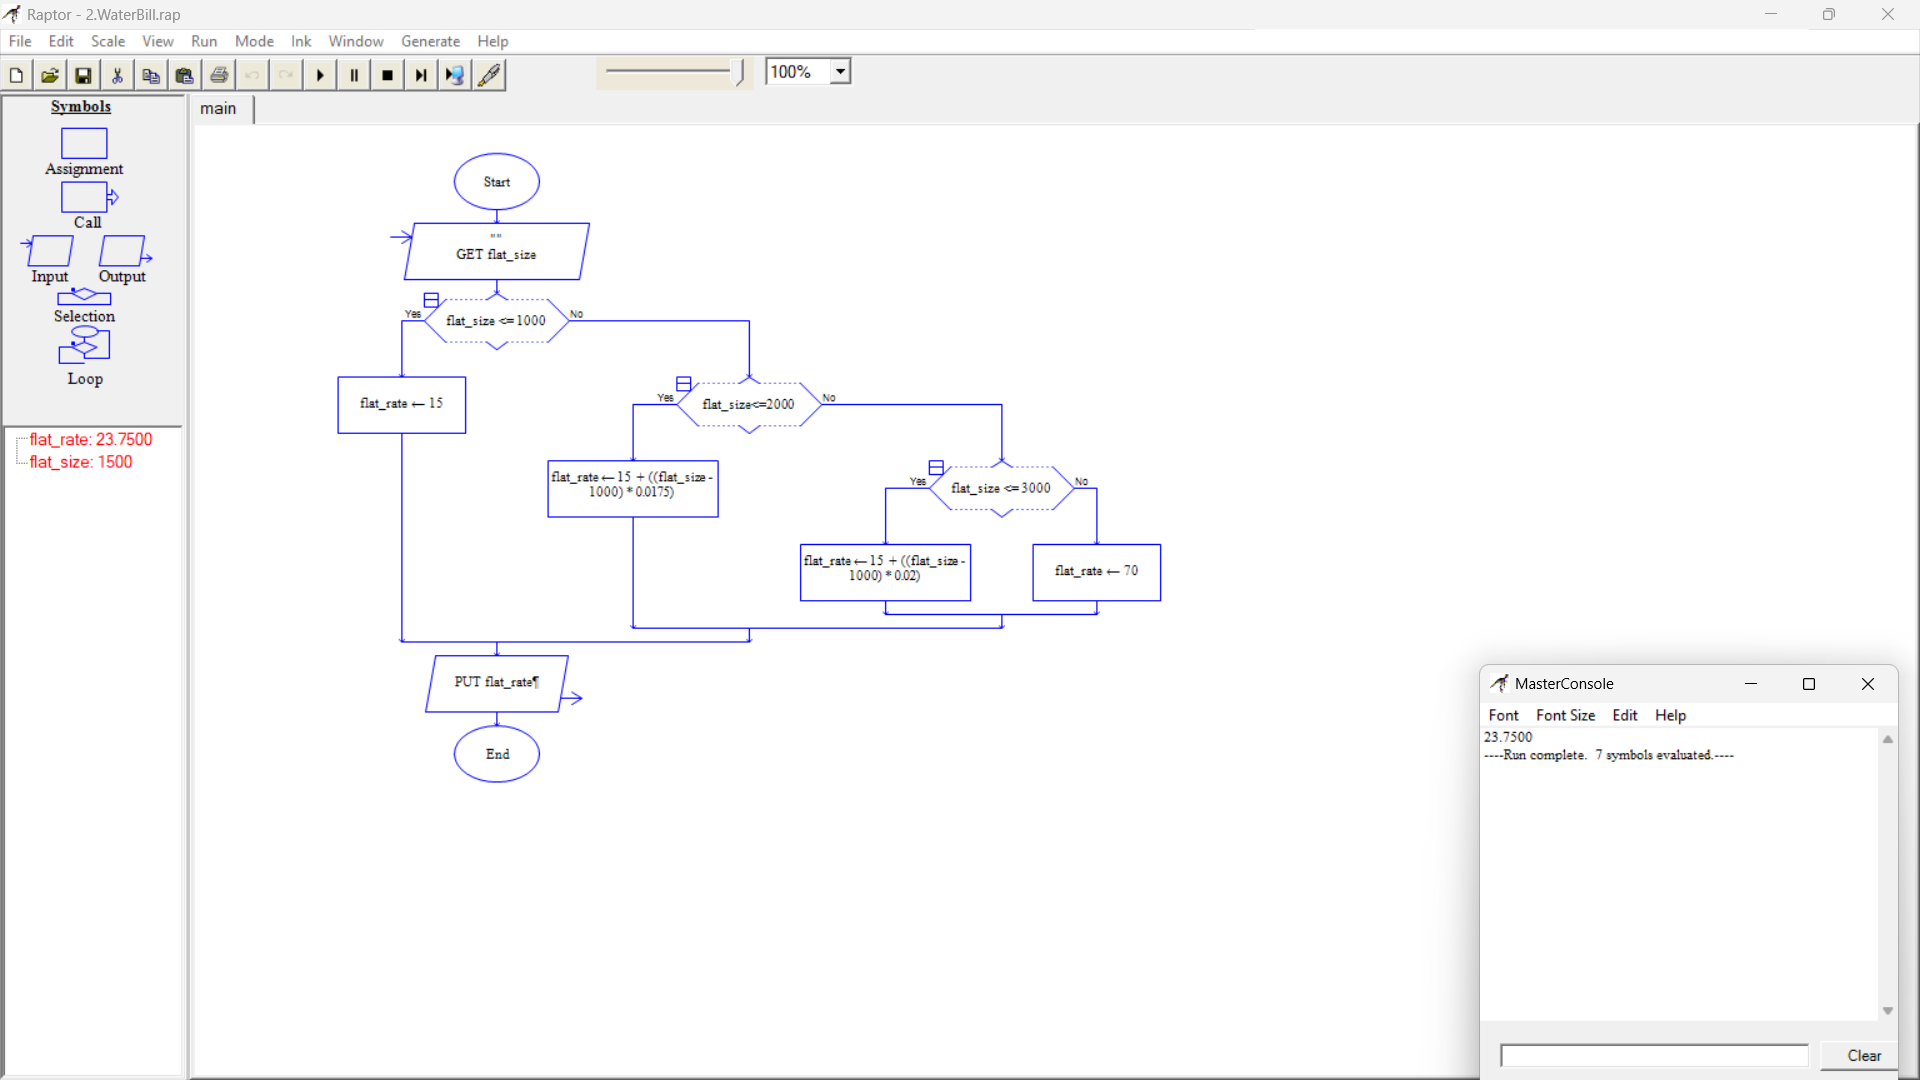 Raptor - 2.WaterBill.rap
File Edit Scale View Run Mode Ink Window Generate Help
100%
Symbols
Assignment
Call
Input Output
Selection
Loop
flat_rate: 23.7500
flat_size: 1500
main
Start
""
GET flat_size
flat_size <=1000
Yes
No
flat_rate ← 15
flat_size<=2000
Yes
No
flat_rate ← 15 + ((flat_size -
1000) * 0.0175)
flat_size <=3000
Yes
No
flat_rate ← 15 + ((flat_size -
1000) * 0.02)
flat_rate ← 70
PUT flat_rate¶
End
MasterConsole
Font Font Size Edit Help
23.7500
----Run complete.  7 symbols evaluated.----
Clear